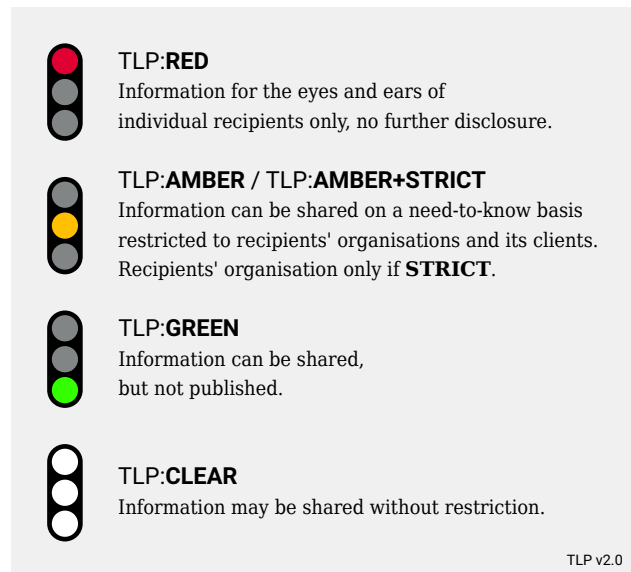 TLP:RED
Information for the eyes and ears of
individual recipients only, no further disclosure.
TLP:AMBER / TLP:AMBER+STRICT
Information can be shared on a need-to-know basis
restricted to recipients' organisations and its clients.
Recipients' organisation only if STRICT.
TLP:GREEN
Information can be shared,
but not published.
TLP:CLEAR
Information may be shared without restriction.
TLP v2.0